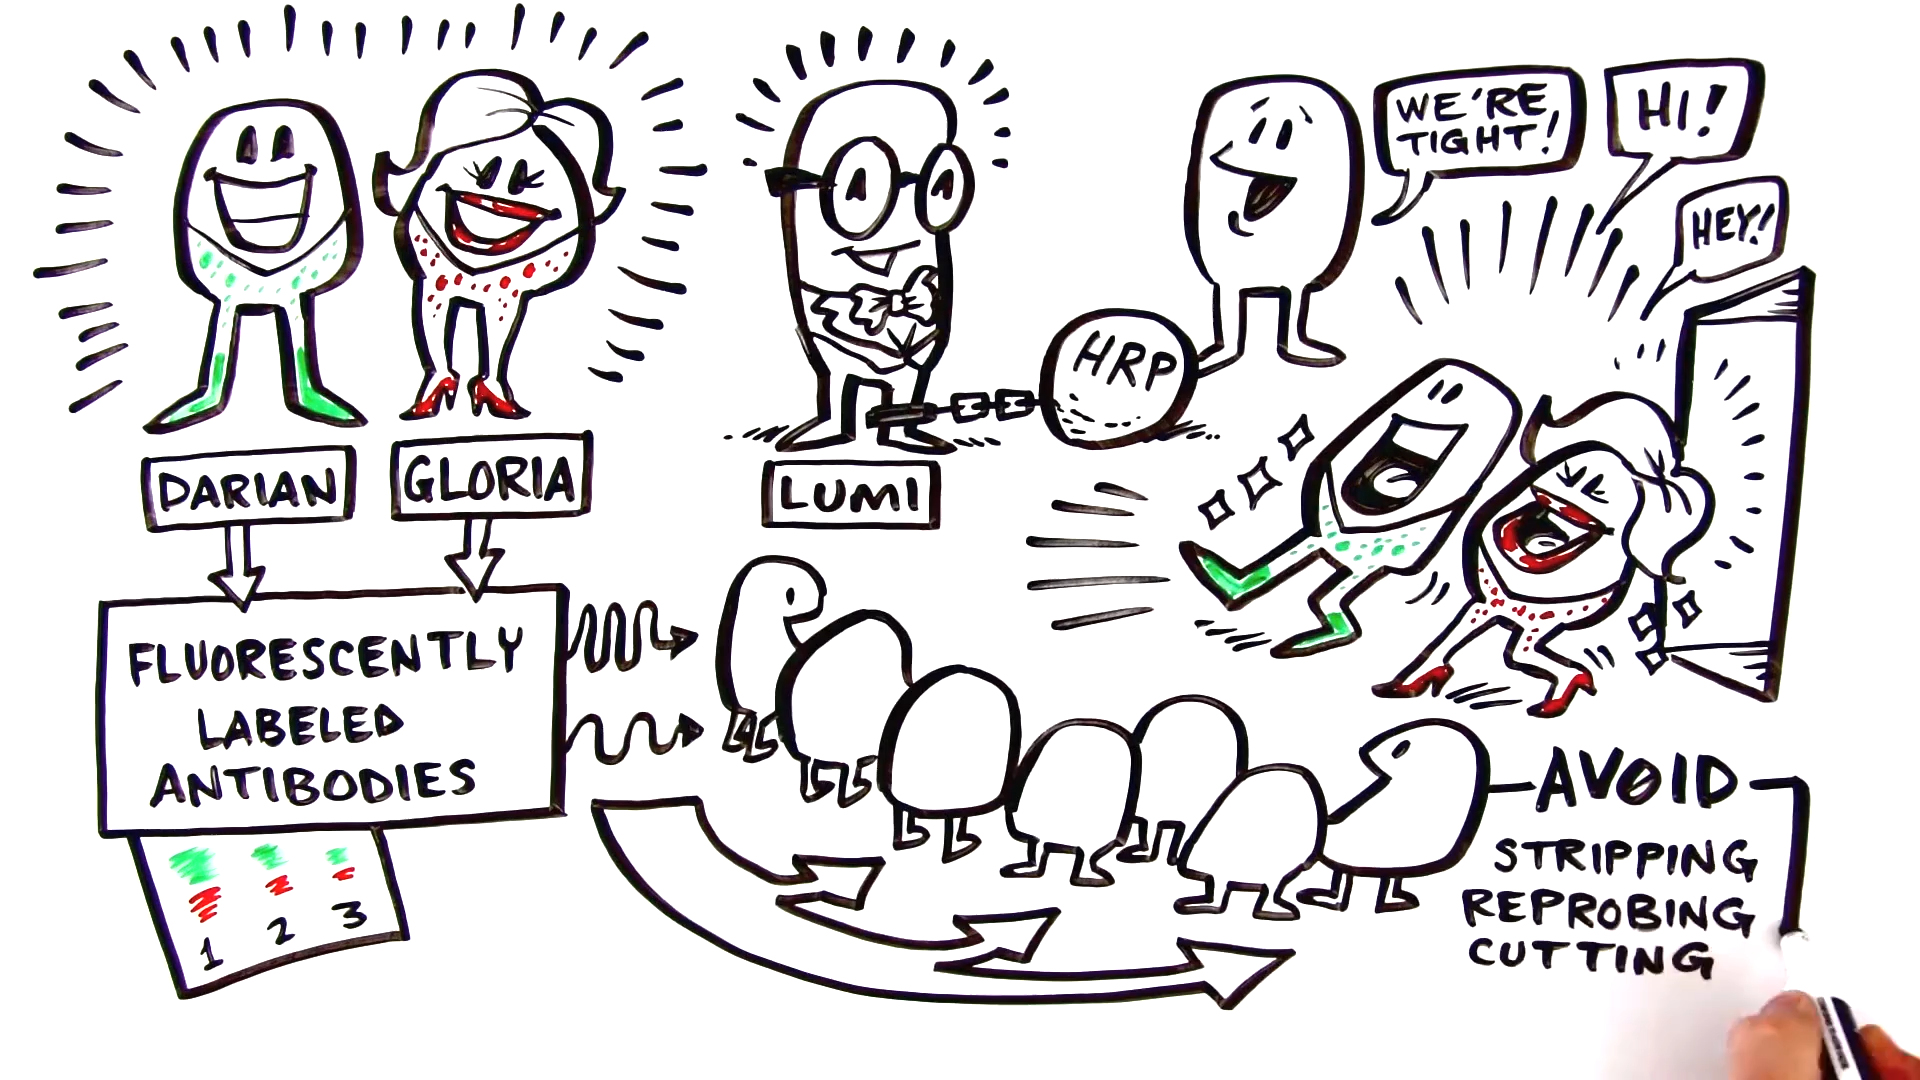 WE'RE
TIGHT!
HI!
HEY!
HRP
DARIAN
GLORIA
LUMI
FLUORESCENTLY
LABELED
ANTIBODIES
1 2 3
AVOID
STRIPPING
REPROBING
CUTTING